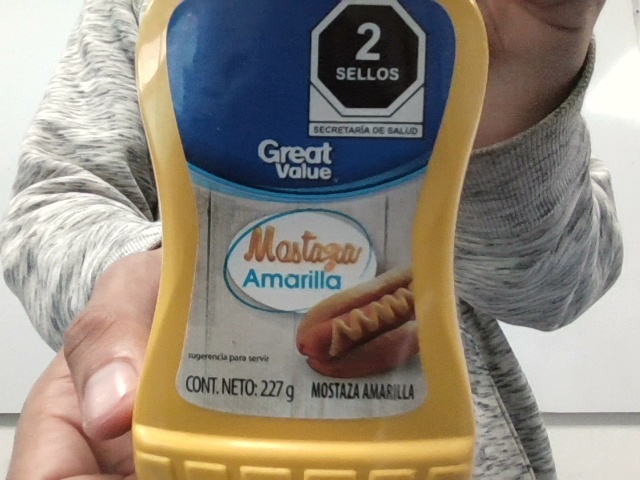 2
SELLOS
SECRETARÍA DE SALUD
Great
Value
Mostaza
Amarilla
sugerencia para servir
CONT. NETO: 227 g MOSTAZA AMARILLA